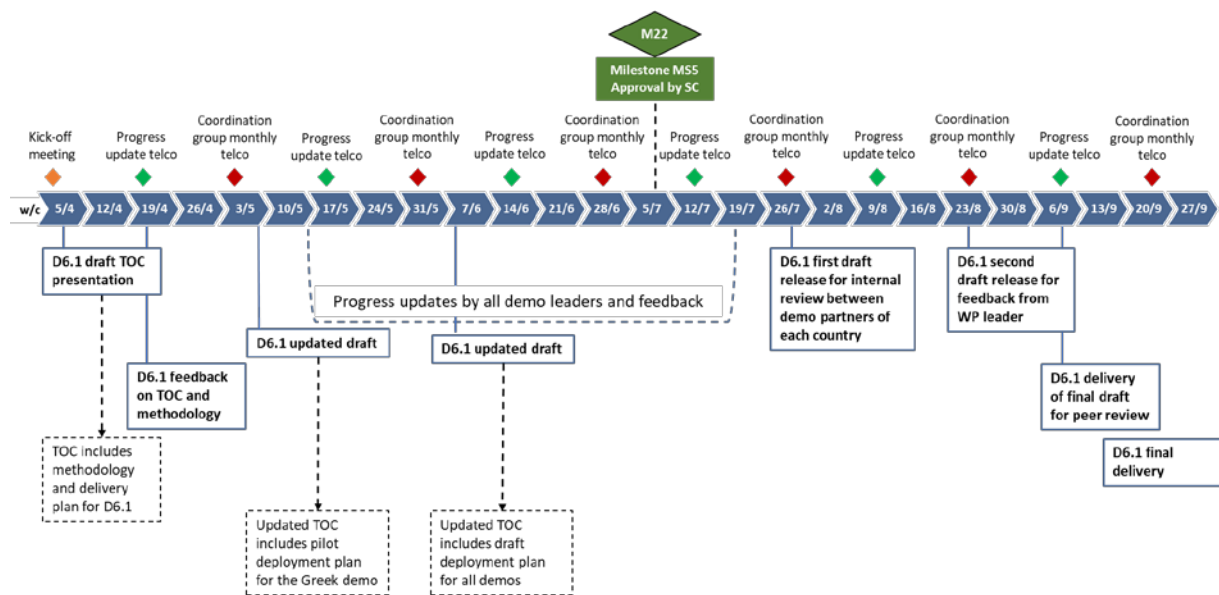 M22
Milestone MS5
Approval by SC
Kick-off
meeting
Progress
update telco
Coordination
group monthly
telco
Progress
update telco
Coordination
group monthly
telco
Progress
update telco
Coordination
group monthly
telco
Progress
update telco
Coordination
group monthly
telco
Progress
update telco
Coordination
group monthly
telco
Progress
update telco
Coordination
group monthly
telco
w/c 5/4 12/4 19/4 26/4 3/5 10/5 17/5 24/5 31/5 7/6 14/6 21/6 28/6 5/7 12/7 19/7 26/7 2/8 9/8 16/8 23/8 30/8 6/9 13/9 20/9 27/9
D6.1 draft TOC
presentation
D6.1 first draft
release for internal
review between
demo partners of
each country
D6.1 second
draft release for
feedback from
WP leader
Progress updates by all demo leaders and feedback
D6.1 updated draft
D6.1 updated draft
D6.1 feedback
on TOC and
methodology
D6.1 delivery
of final draft
for peer review
TOC includes
methodology
and delivery
plan for D6.1
D6.1 final
delivery
Updated TOC
includes pilot
deployment plan
for the Greek demo
Updated TOC
includes draft
deployment plan
for all demos